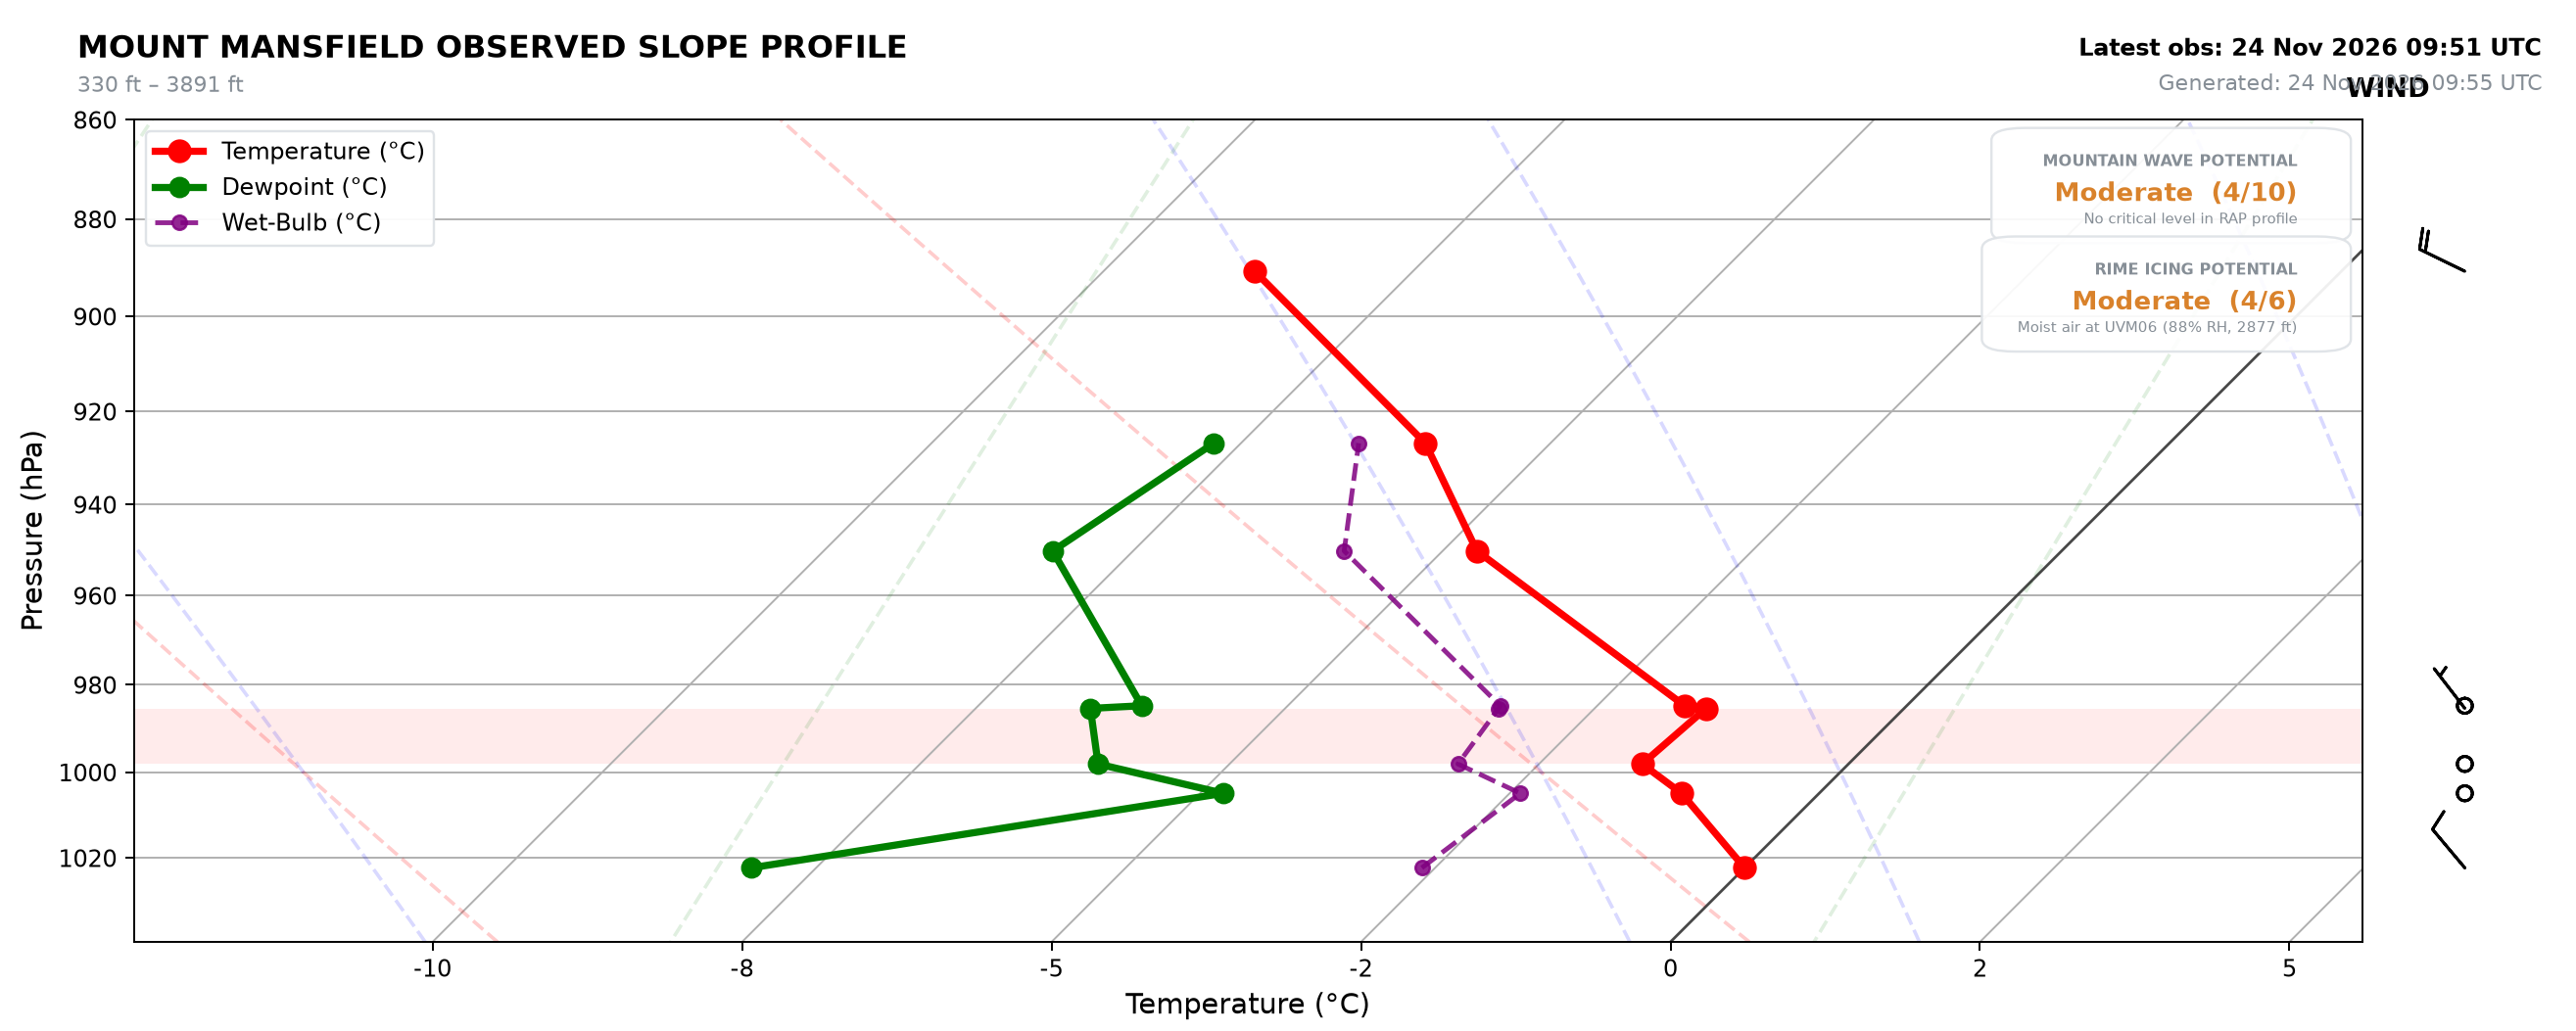 MOUNT MANSFIELD OBSERVED SLOPE PROFILE
330 ft – 3891 ft
Latest obs: 24 Nov 2026 09:51 UTC
Generated: 24 Nov 2026 09:55 UTC
WIND
Temperature (°C)
Dewpoint (°C)
Wet-Bulb (°C)
MOUNTAIN WAVE POTENTIAL
Moderate (4/10)
No critical level in RAP profile
RIME ICING POTENTIAL
Moderate (4/6)
Moist air at UVM06 (88% RH, 2877 ft)
Pressure (hPa)
860
880
900
920
940
960
980
1000
1020
-10
-8
-5
-2
0
2
5
Temperature (°C)